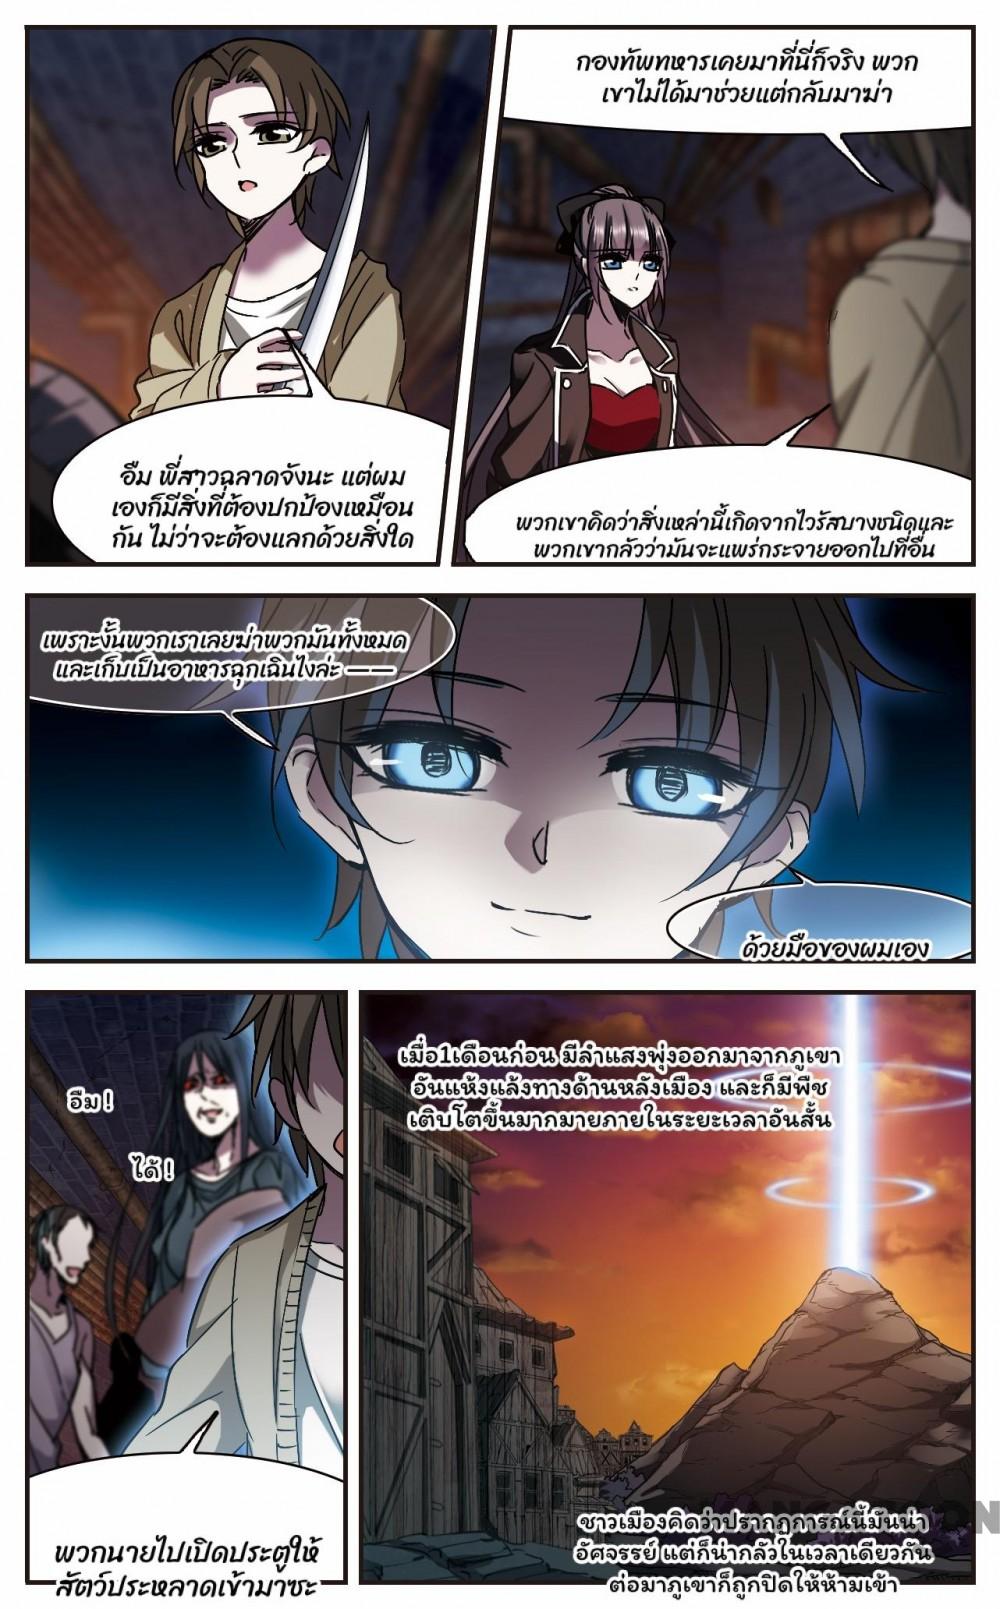 อืม พี่สาวฉลาดจังนะ แต่ผม
เองก็มีสิ่งที่ต้องปกป้องเหมือน
กัน ไม่ว่าจะต้องแลกด้วยสิ่งใด
กองทัพทหารเคยมาที่นี่ก็จริง พวก
เขาไม่ได้มาช่วยแต่กลับมาฆ่า
พวกเขาคิดว่าสิ่งเหล่านี้เกิดจากไวรัสบางชนิดและ
พวกเขากลัวว่ามันจะแพร่กระจายออกไปที่อื่น
เพราะงั้นพวกเราเลยฆ่าพวกมันทั้งหมด
และเก็บเป็นอาหารฉุกเฉินไงล่ะ ——
ด้วยมือของผมเอง
อืม!
ได้!
พวกนายไปเปิดประตูให้
สัตว์ประหลาดเข้ามาซะ
เมื่อ1เดือนก่อน มีลำแสงพุ่งออกมาจากภูเขา
อันแห้งแล้งทางด้านหลังเมือง และก็มีพืช
เติบโตขึ้นมากมายภายในระยะเวลาอันสั้น
ชาวเมืองคิดว่าปรากฏการณ์นี้มันน่า
อัศจรรย์ แต่ก็น่ากลัวในเวลาเดียวกัน
ต่อมาภูเขาก็ถูกปิดให้ห้ามเข้า